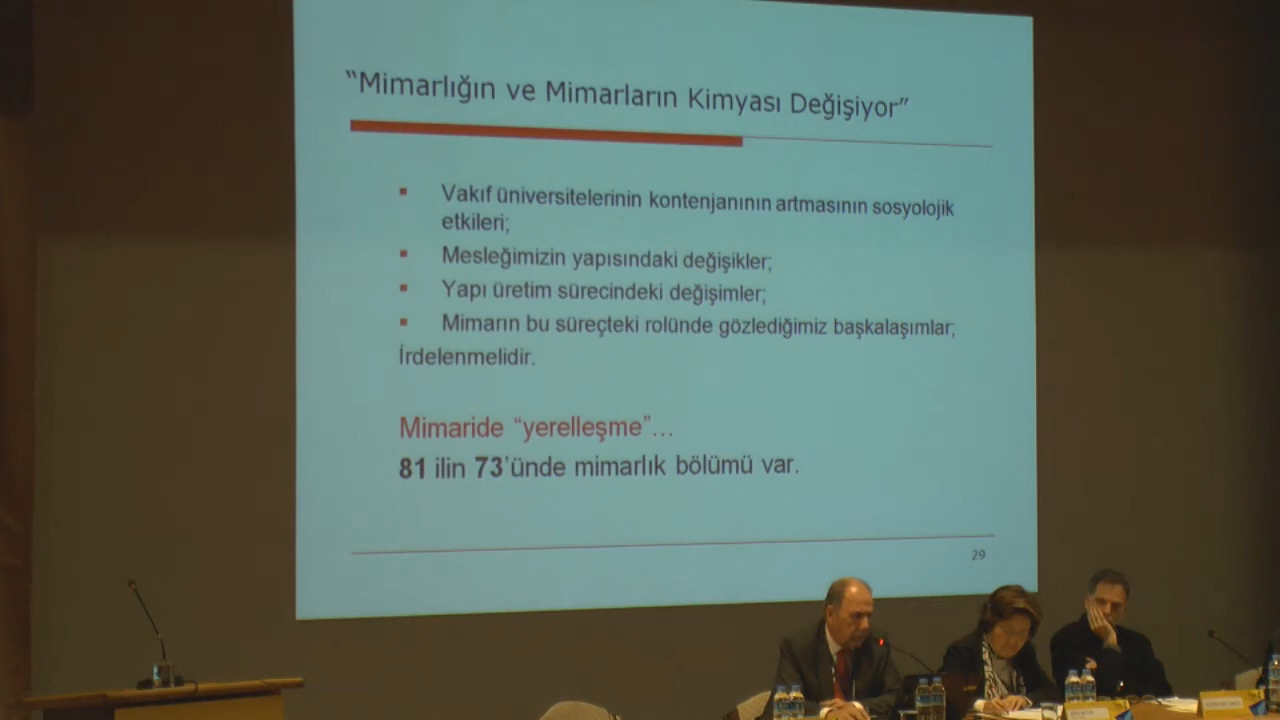 “Mimarlığın ve Mimarların Kimyası Değişiyor”
Vakıf üniversitelerinin kontenjanının artmasının sosyolojik
etkileri;
Mesleğimizin yapısındaki değişikler;
Yapı üretim sürecindeki değişimler;
Mimarın bu süreçteki rolünde gözlediğimiz başkalaşımlar;
İrdelenmelidir.
Mimaride “yerelleşme”...
81 ilin 73’ünde mimarlık bölümü var.
29